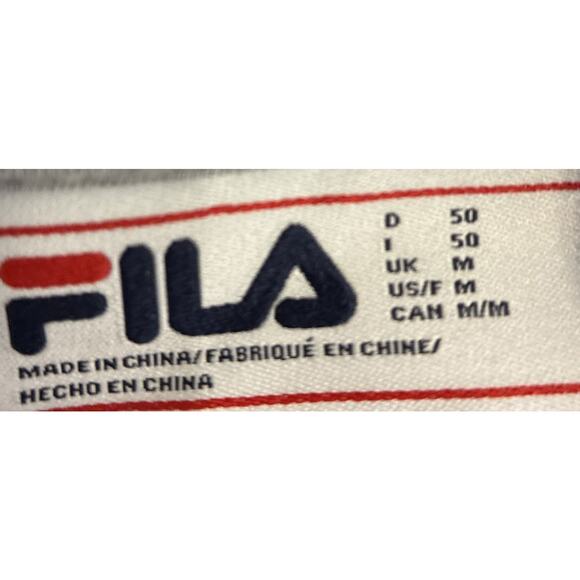 FILA
D 50
I 50
UK M
US/F M
CAN M/M
MADE IN CHINA/FABRIQUÉ EN CHINE/
HECHO EN CHINA